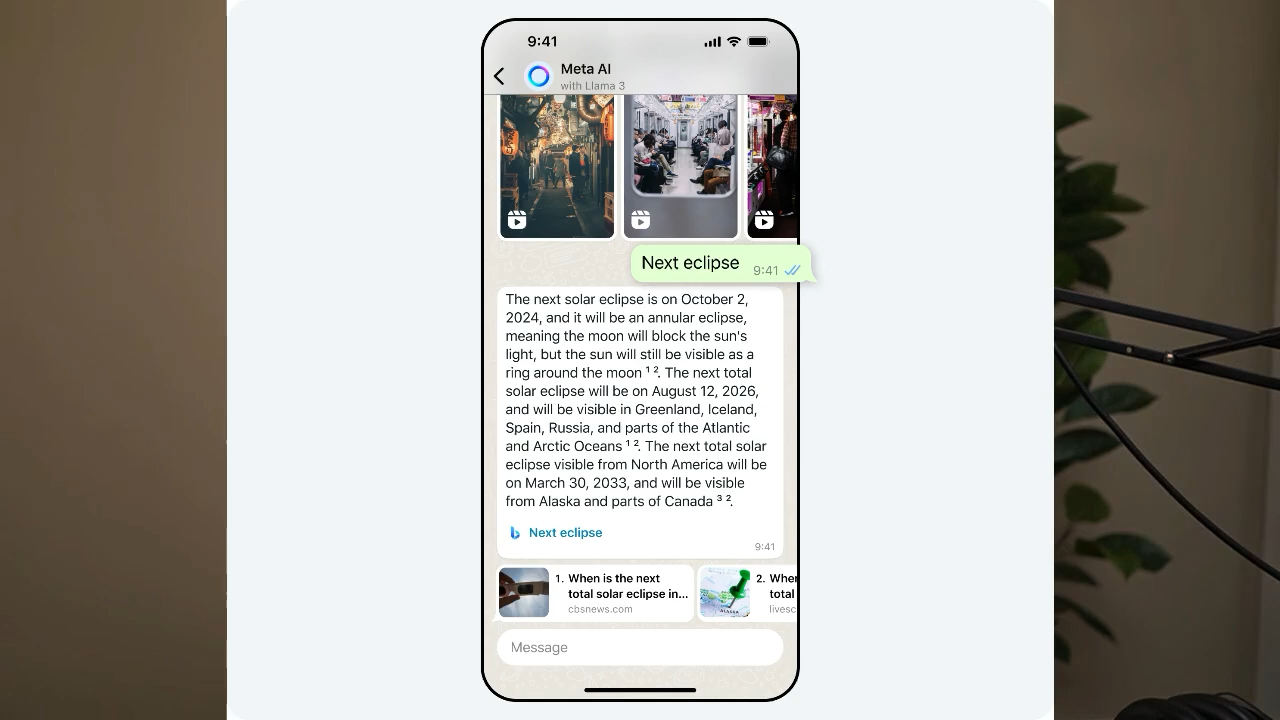 9:41
Meta AI
with Llama 3
Next eclipse 9:41
The next solar eclipse is on October 2,
2024, and it will be an annular eclipse,
meaning the moon will block the sun's
light, but the sun will still be visible as a
ring around the moon ¹ ². The next total
solar eclipse will be on August 12, 2026,
and will be visible in Greenland, Iceland,
Spain, Russia, and parts of the Atlantic
and Arctic Oceans ¹ ². The next total solar
eclipse visible from North America will be
on March 30, 2033, and will be visible
from Alaska and parts of Canada ³ ².
Next eclipse
9:41
1. When is the next
total solar eclipse in...
cbsnews.com
ALASKA
2. When
total
livesc
Message